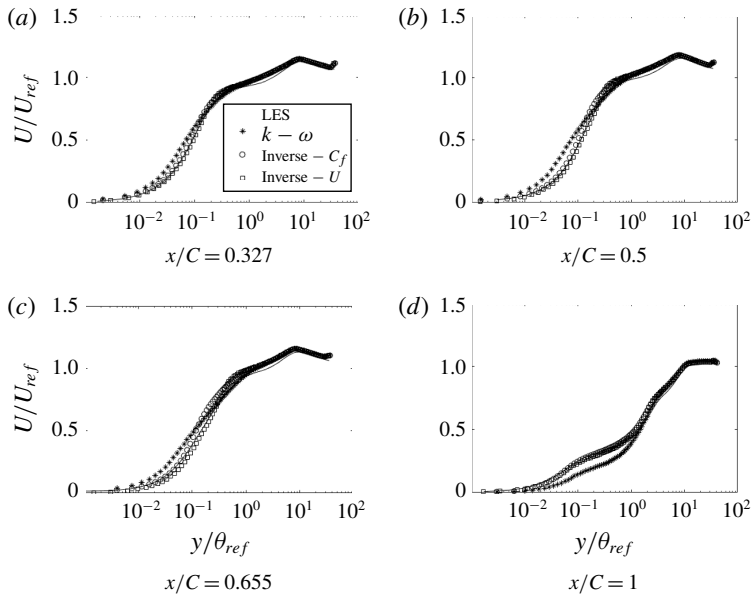 (a)
1.5
1.0
0.5
0
U/U_ref
LES
k − ω
Inverse − C_f
Inverse − U
10^−2 10^−1 10^0 10^1 10^2
x/C = 0.327
(b)
1.5
1.0
0.5
0
10^−2 10^−1 10^0 10^1 10^2
x/C = 0.5
(c)
1.5
1.0
0.5
0
U/U_ref
10^−2 10^−1 10^0 10^1 10^2
y/θ_ref
x/C = 0.655
(d)
1.5
1.0
0.5
0
10^−2 10^−1 10^0 10^1 10^2
y/θ_ref
x/C = 1